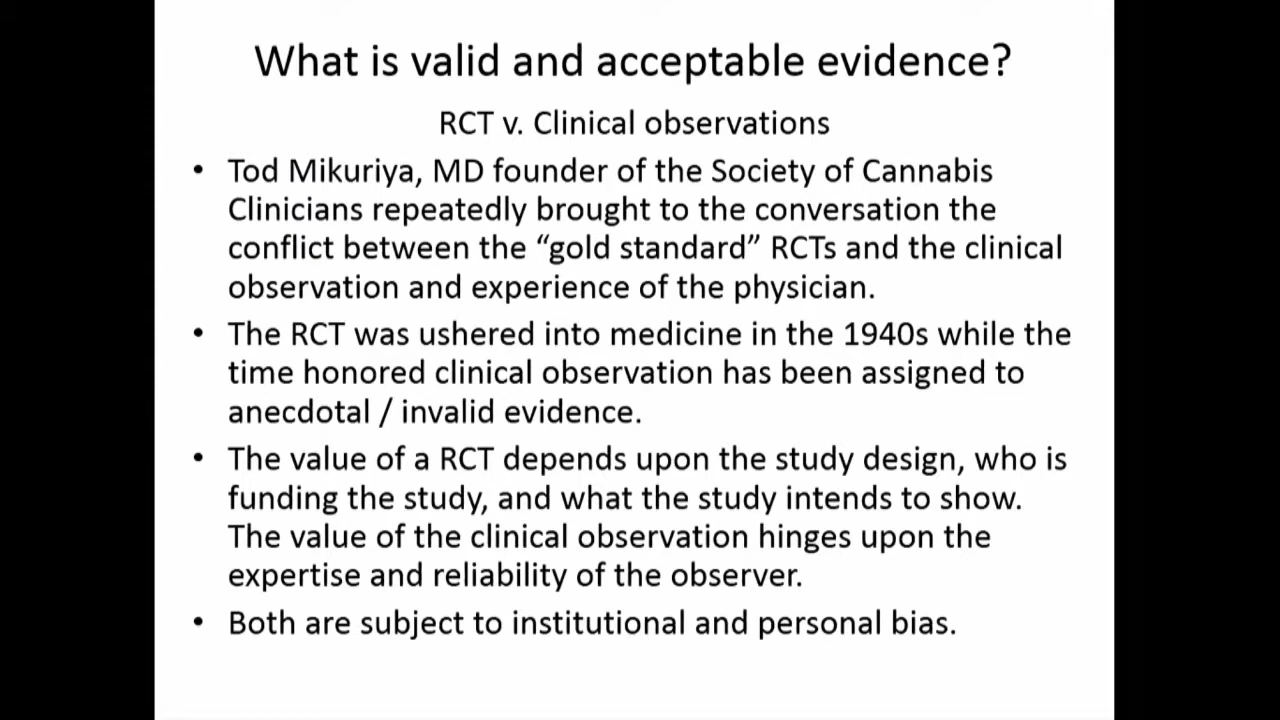 What is valid and acceptable evidence?
RCT v. Clinical observations
• Tod Mikuriya, MD founder of the Society of Cannabis
Clinicians repeatedly brought to the conversation the
conflict between the “gold standard” RCTs and the clinical
observation and experience of the physician.
• The RCT was ushered into medicine in the 1940s while the
time honored clinical observation has been assigned to
anecdotal / invalid evidence.
• The value of a RCT depends upon the study design, who is
funding the study, and what the study intends to show.
The value of the clinical observation hinges upon the
expertise and reliability of the observer.
• Both are subject to institutional and personal bias.